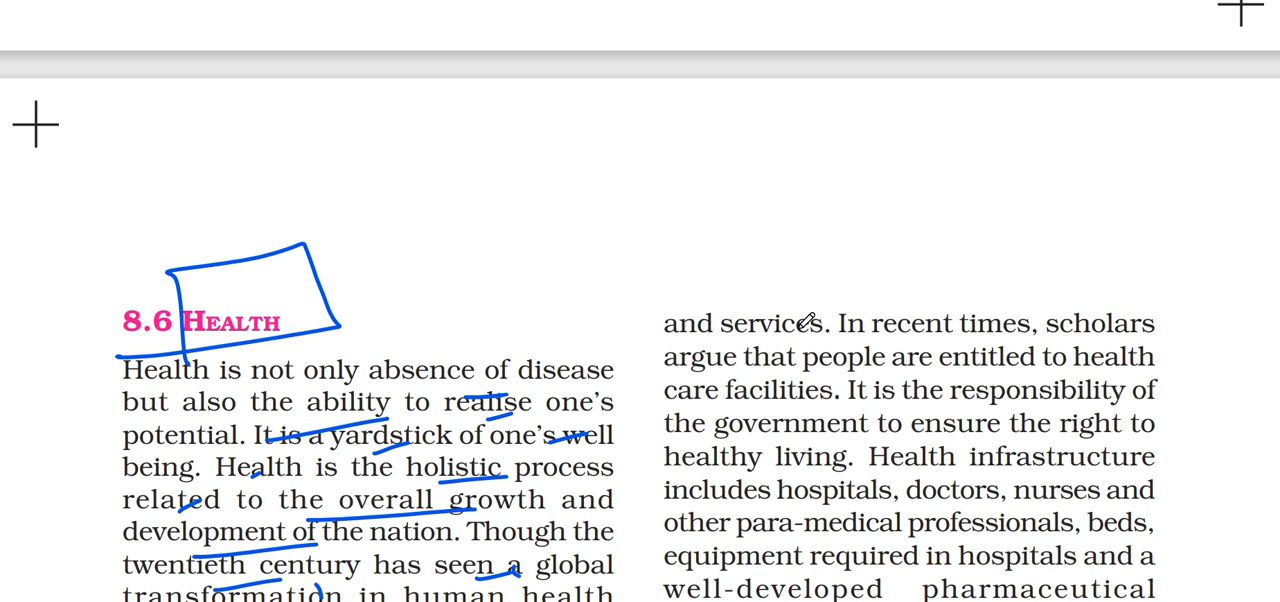 8.6 HEALTH
Health is not only absence of disease
but also the ability to realise one's
potential. It is a yardstick of one's well
being. Health is the holistic process
related to the overall growth and
development of the nation. Though the
twentieth century has seen a global
transformation in human health
and services. In recent times, scholars
argue that people are entitled to health
care facilities. It is the responsibility of
the government to ensure the right to
healthy living. Health infrastructure
includes hospitals, doctors, nurses and
other para-medical professionals, beds,
equipment required in hospitals and a
well-developed pharmaceutical